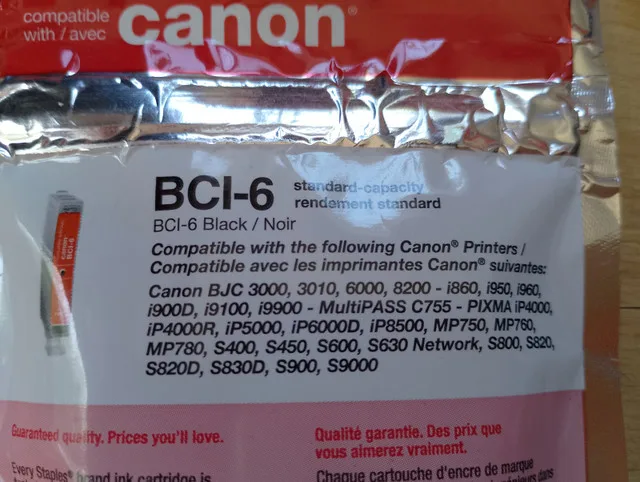 compatible
with / avec canon®
BCI-6 standard-capacity
rendement standard
BCI-6 Black / Noir
Compatible with the following Canon® Printers /
Compatible avec les imprimantes Canon® suivantes:
Canon BJC 3000, 3010, 6000, 8200 - i860, i950, i960,
i900D, i9100, i9900 - MultiPASS C755 - PIXMA iP4000,
iP4000R, iP5000, iP6000D, iP8500, MP750, MP760,
MP780, S400, S450, S600, S630 Network, S800, S820,
S820D, S830D, S900, S9000
canon
BCI-6
Guaranteed quality. Prices you'll love.
Every Staples® brand ink cartridge is
Qualité garantie. Des prix que
vous aimerez vraiment.
Chaque cartouche d'encre de marque
dans